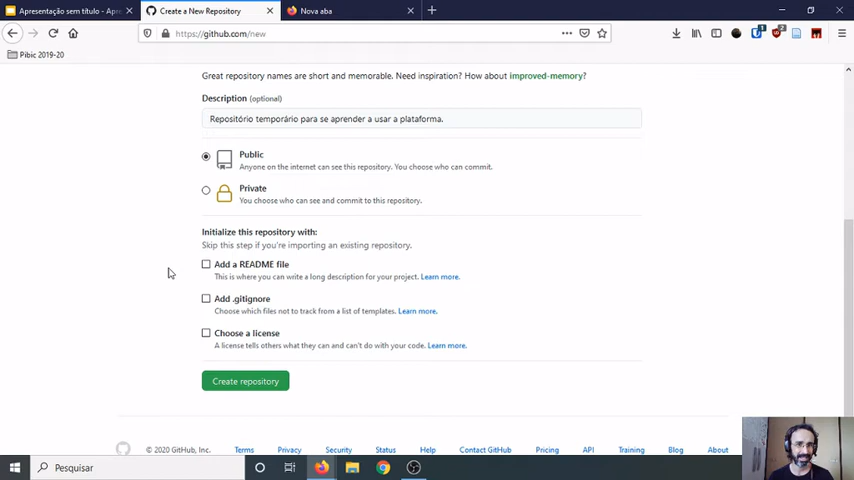 Apresentação sem título - Apre
Create a New Repository
Nova aba
https://github.com/new
Pibic 2019-20
Great repository names are short and memorable. Need inspiration? How about improved-memory?
Description (optional)
Repositório temporário para se aprender a usar a plataforma.
Public
Anyone on the internet can see this repository. You choose who can commit.
Private
You choose who can see and commit to this repository.
Initialize this repository with:
Skip this step if you're importing an existing repository.
Add a README file
This is where you can write a long description for your project. Learn more.
Add .gitignore
Choose which files not to track from a list of templates. Learn more.
Choose a license
A license tells others what they can and can't do with your code. Learn more.
Create repository
© 2020 GitHub, Inc. Terms Privacy Security Status Help Contact GitHub Pricing API Training Blog About
Pesquisar